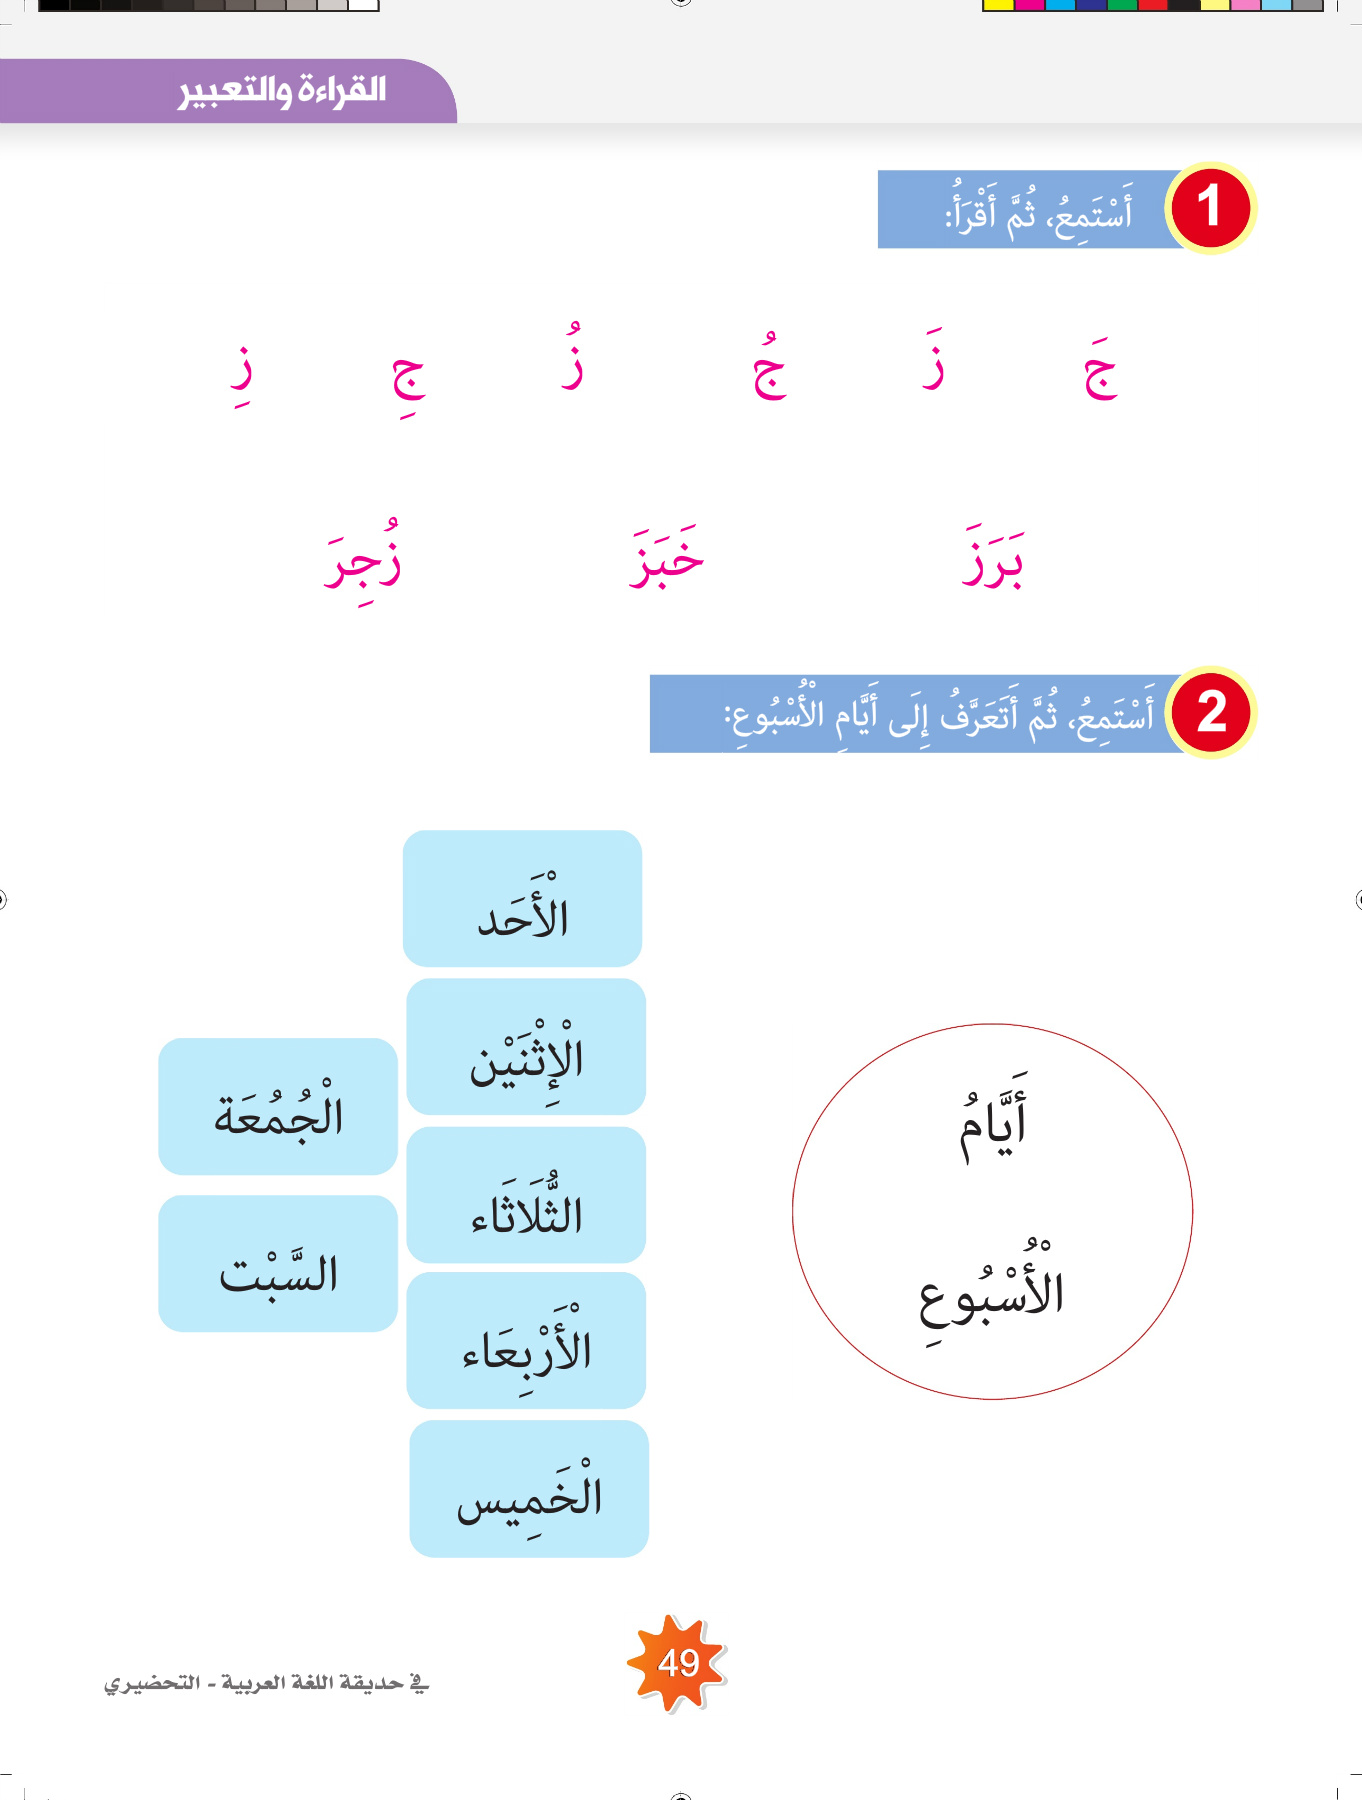 القراءة والتعبير
1 أَسْتَمِعُ، ثُمَّ أَقْرَأُ:
جَ زَ جُ زُ جِ زِ
بَرَزَ خَبَزَ زُجِرَ
2 أَسْتَمِعُ، ثُمَّ أَتَعَرَّفُ إِلَى أَيَّامِ الْأُسْبُوعِ:
أَيَّامُ
الْأُسْبُوعِ
الْأَحَد
الْإِثْنَيْن
الثُّلَاثَاء
الْأَرْبِعَاء
الْخَمِيس
الْجُمُعَة
السَّبْت
49
في حديقة اللغة العربية - التحضيري